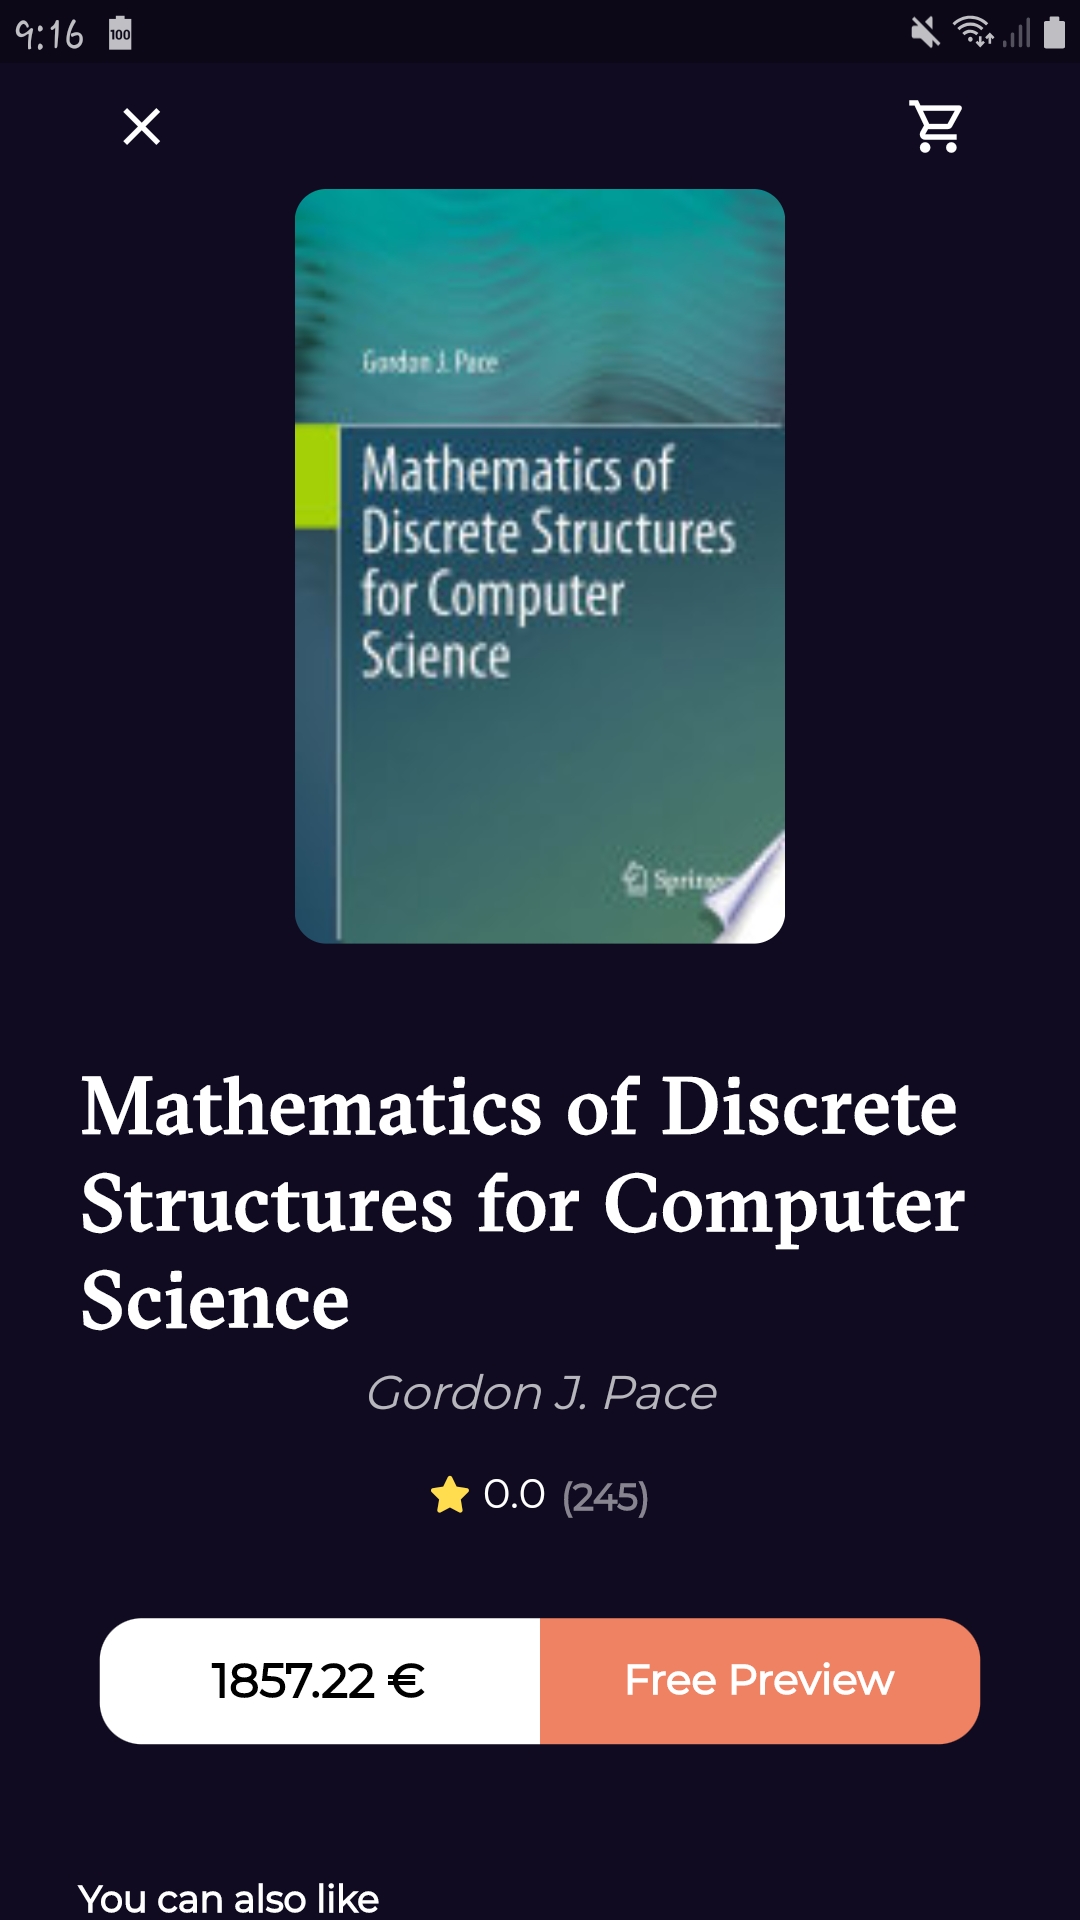 9:16
100
Gordon J. Pace
Mathematics of
Discrete Structures
for Computer
Science
Mathematics of Discrete
Structures for Computer
Science
Gordon J. Pace
0.0 (245)
1857.22 €
Free Preview
You can also like